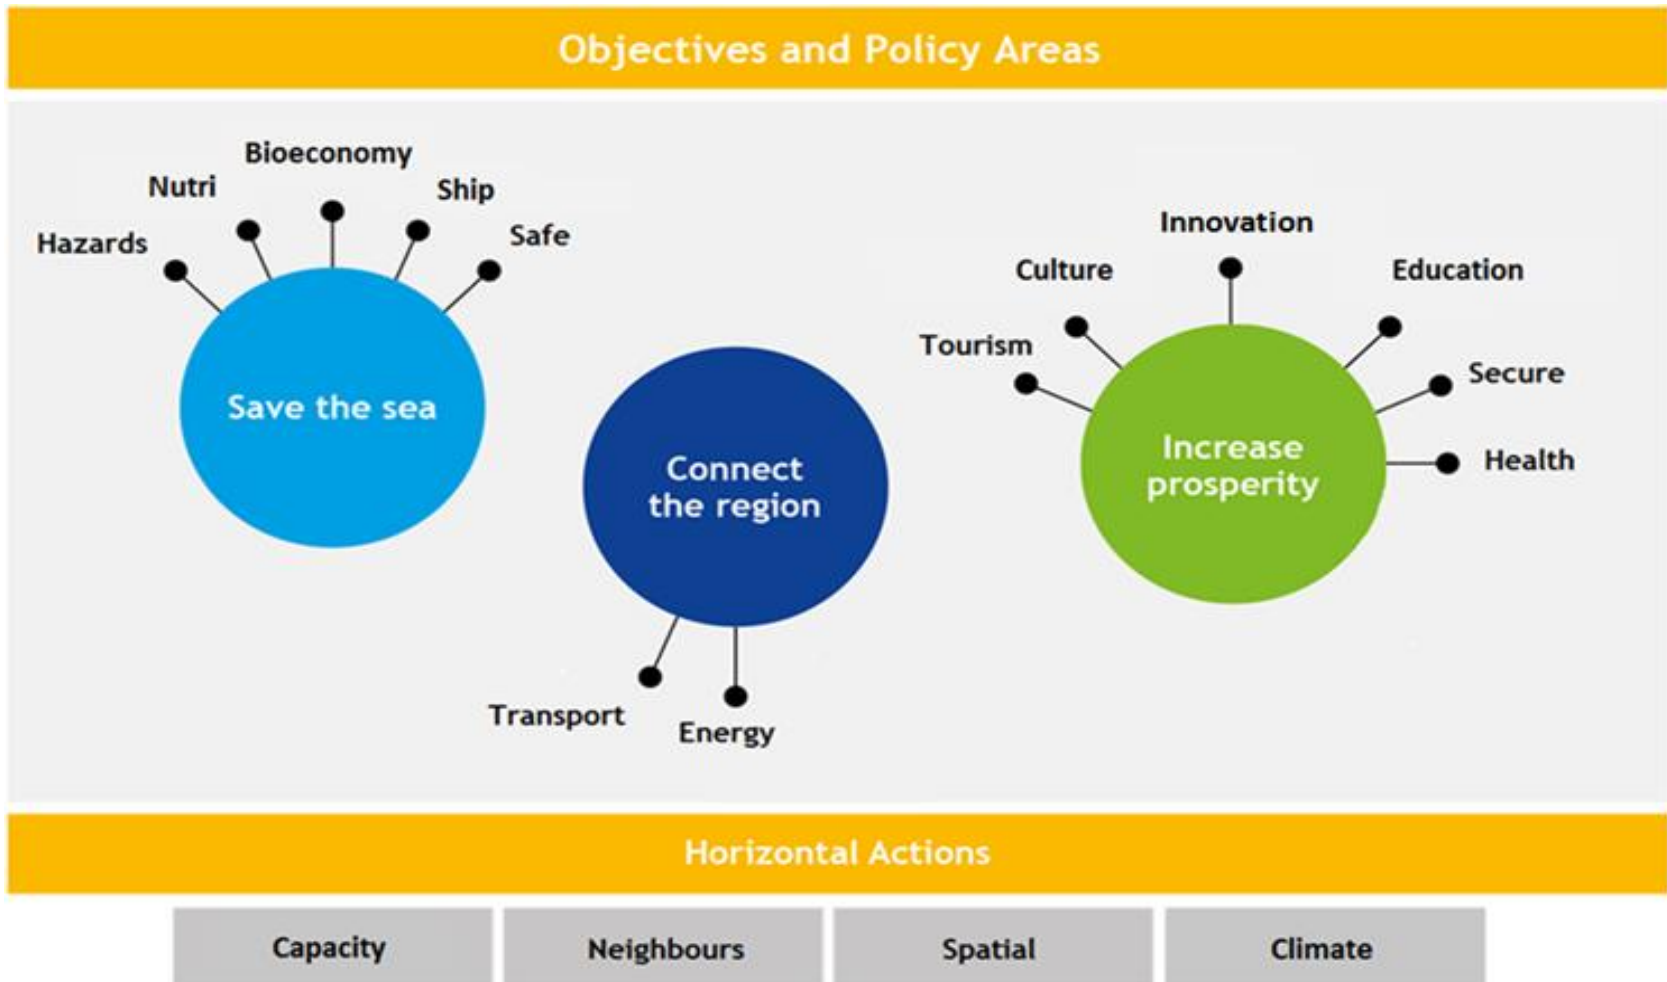 Objectives and Policy Areas
Bioeconomy
Nutri
Ship
Hazards
Safe
Save the sea
Connect
the region
Transport
Energy
Innovation
Culture
Education
Tourism
Secure
Health
Increase
prosperity
Horizontal Actions
Capacity
Neighbours
Spatial
Climate